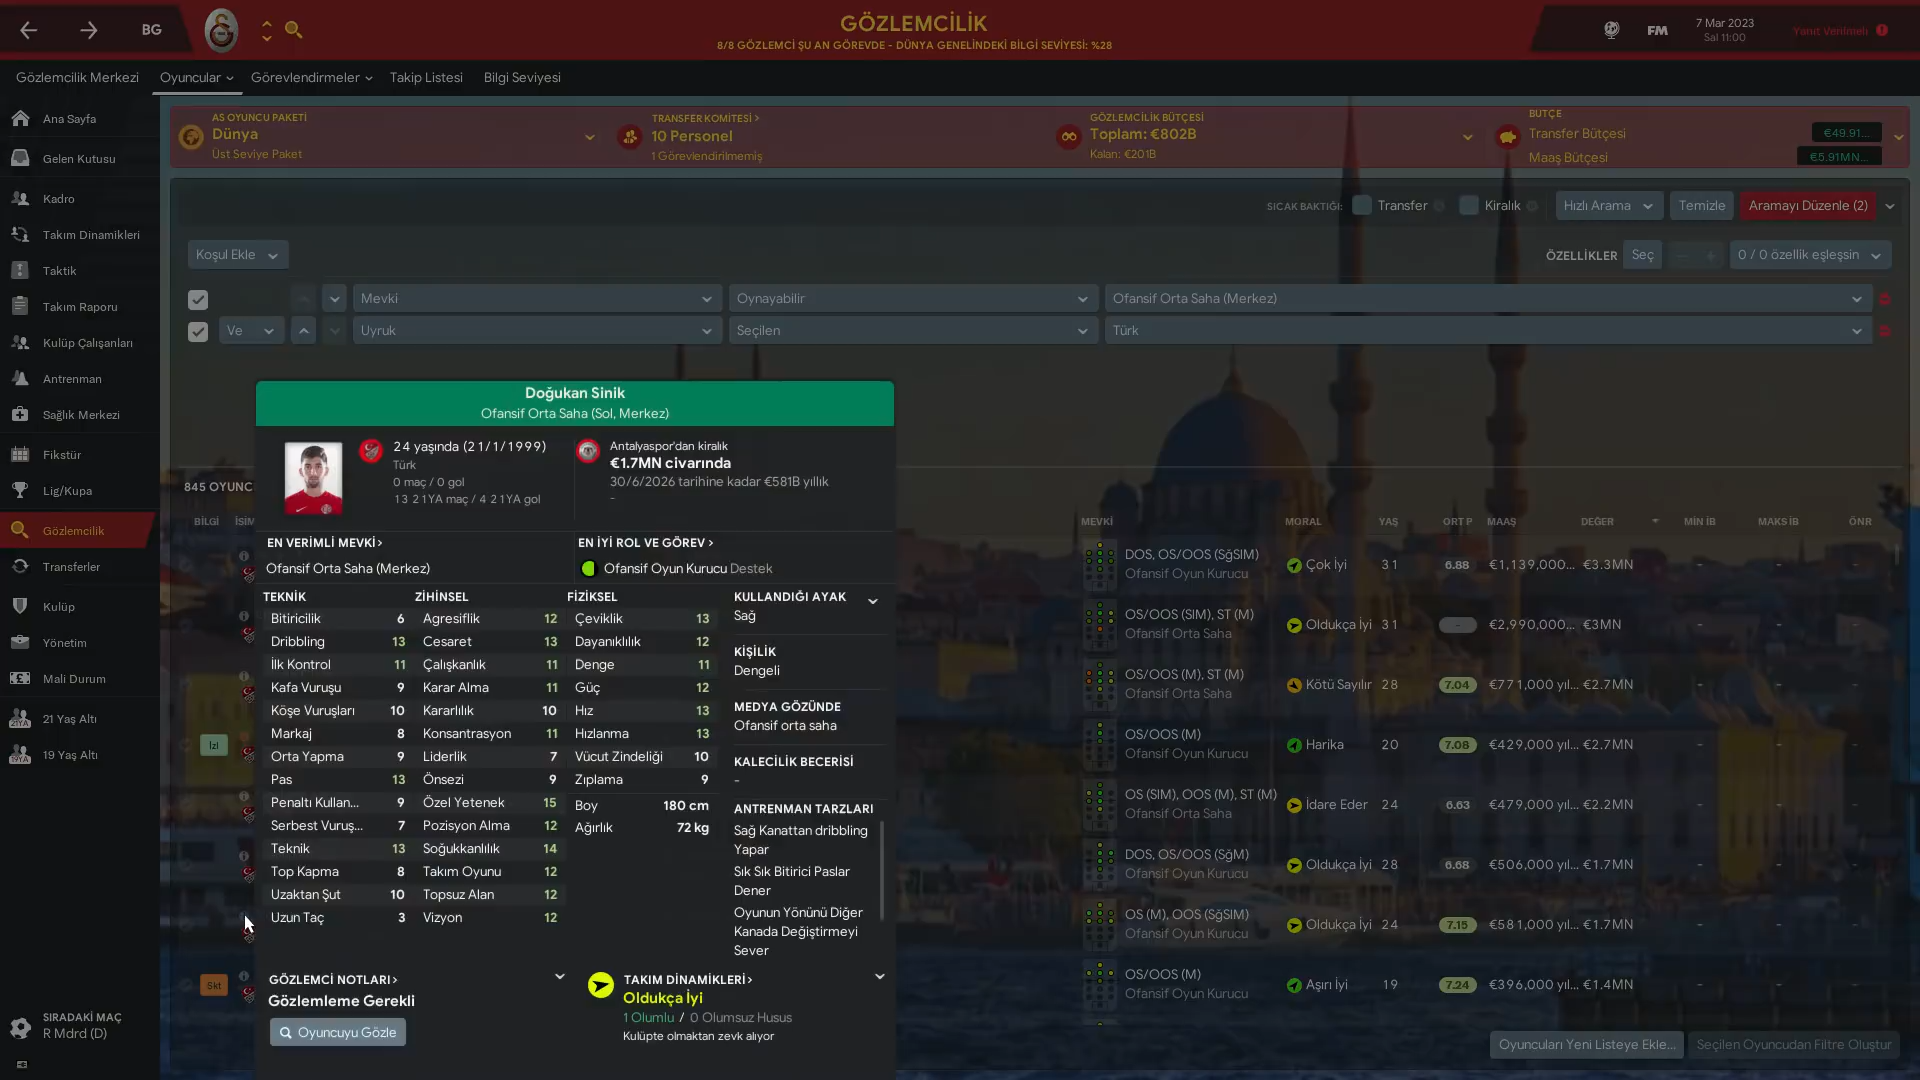 BG
GÖZLEMCİLİK
8/8 GÖZLEMCİ ŞU AN GÖREVDE - DÜNYA GENELİNDEKİ BİLGİ SEVİYESİ: %28
FM
7 Mar 2023
Sal 11:00
Yanıt Verilmeli
Gözlemcilik Merkezi
Oyuncular
Görevlendirmeler
Takip Listesi
Bilgi Seviyesi
Ana Sayfa
Gelen Kutusu
Kadro
Takım Dinamikleri
Taktik
Takım Raporu
Kulüp Çalışanları
Antrenman
Sağlık Merkezi
Fikstür
Lig/Kupa
Gözlemcilik
Transferler
Kulüp
Yönetim
Mali Durum
21 Yaş Altı
19 Yaş Altı
SIRADAKİ MAÇ
R Mdrd (D)
AS OYUNCU PAKETİ
Dünya
Üst Seviye Paket
TRANSFER KOMİTESİ >
10 Personel
1 Görevlendirilmemiş
GÖZLEMCİLİK BÜTÇESİ
Toplam: €802B
Kalan: €201B
BÜTÇE
Transfer Bütçesi €49.91...
Maaş Bütçesi €5.91MN...
SICAK BAKTIĞI: Transfer Kiralık Hızlı Arama Temizle Aramayı Düzenle (2)
Koşul Ekle
ÖZELLİKLER Seç 0 / 0 özellik eşleşsin
Mevki Oynayabilir Ofansif Orta Saha (Merkez)
Ve Uyruk Seçilen Türk
845 OYUNC
BİLGİ İSİM MEVKİ MORAL YAŞ ORT P MAAŞ DEĞER MİN İB MAKS İB ÖNR
DOS, OS/OOS (SğSIM) Çok İyi 31 6.88 €1,139,000... €3.3MN - - -
Ofansif Oyun Kurucu
OS/OOS (SIM), ST (M) Oldukça İyi 31 - €2,990,000... €3MN - - -
Ofansif Orta Saha
OS/OOS (M), ST (M) Kötü Sayılır 28 7.04 €771,000 yıl... €2.7MN - - -
Ofansif Orta Saha
İzl OS/OOS (M) Harika 20 7.08 €429,000 yıl... €2.7MN - - -
Ofansif Oyun Kurucu
OS (SIM), OOS (M), ST (M) İdare Eder 24 6.63 €479,000 yıl... €2.2MN - - -
Ofansif Orta Saha
DOS, OS/OOS (SğM) Oldukça İyi 28 6.68 €506,000 yıl... €1.7MN - - -
Ofansif Oyun Kurucu
OS (M), OOS (SğSIM) Oldukça İyi 24 7.15 €581,000 yıl... €1.7MN - - -
Ofansif Oyun Kurucu
Skt OS/OOS (M) Aşırı İyi 19 7.24 €396,000 yıl... €1.4MN - - -
Ofansif Oyun Kurucu
Oyuncuları Yeni Listeye Ekle... Seçilen Oyuncudan Filtre Oluştur
Doğukan Sinik
Ofansif Orta Saha (Sol, Merkez)
24 yaşında (21/1/1999)
Türk
0 maç / 0 gol
13 21YA maç / 4 21YA gol
Antalyaspor'dan kiralık
€1.7MN civarında
30/6/2026 tarihine kadar €581B yıllık
-
EN VERİMLİ MEVKİ >
Ofansif Orta Saha (Merkez)
EN İYİ ROL VE GÖREV >
Ofansif Oyun Kurucu Destek
TEKNİK
Bitiricilik 6
Dribbling 13
İlk Kontrol 11
Kafa Vuruşu 9
Köşe Vuruşları 10
Markaj 8
Orta Yapma 9
Pas 13
Penaltı Kullan... 9
Serbest Vuruş... 7
Teknik 13
Top Kapma 8
Uzaktan Şut 10
Uzun Taç 3
ZİHİNSEL
Agresiflik 12
Cesaret 13
Çalışkanlık 11
Karar Alma 11
Kararlılık 10
Konsantrasyon 11
Liderlik 7
Önsezi 9
Özel Yetenek 15
Pozisyon Alma 12
Soğukkanlılık 14
Takım Oyunu 12
Topsuz Alan 12
Vizyon 12
FİZİKSEL
Çeviklik 13
Dayanıklılık 12
Denge 11
Güç 12
Hız 13
Hızlanma 13
Vücut Zindeliği 10
Zıplama 9
Boy 180 cm
Ağırlık 72 kg
KULLANDIĞI AYAK
Sağ
KİŞİLİK
Dengeli
MEDYA GÖZÜNDE
Ofansif orta saha
KALECİLİK BECERİSİ
-
ANTRENMAN TARZLARI
Sağ Kanattan dribbling
Yapar
Sık Sık Bitirici Paslar
Dener
Oyunun Yönünü Diğer
Kanada Değiştirmeyi
Sever
GÖZLEMCİ NOTLARI >
Gözlemleme Gerekli
Oyuncuyu Gözle
TAKIM DİNAMİKLERİ >
Oldukça İyi
1 Olumlu / 0 Olumsuz Husus
Kulüpte olmaktan zevk alıyor